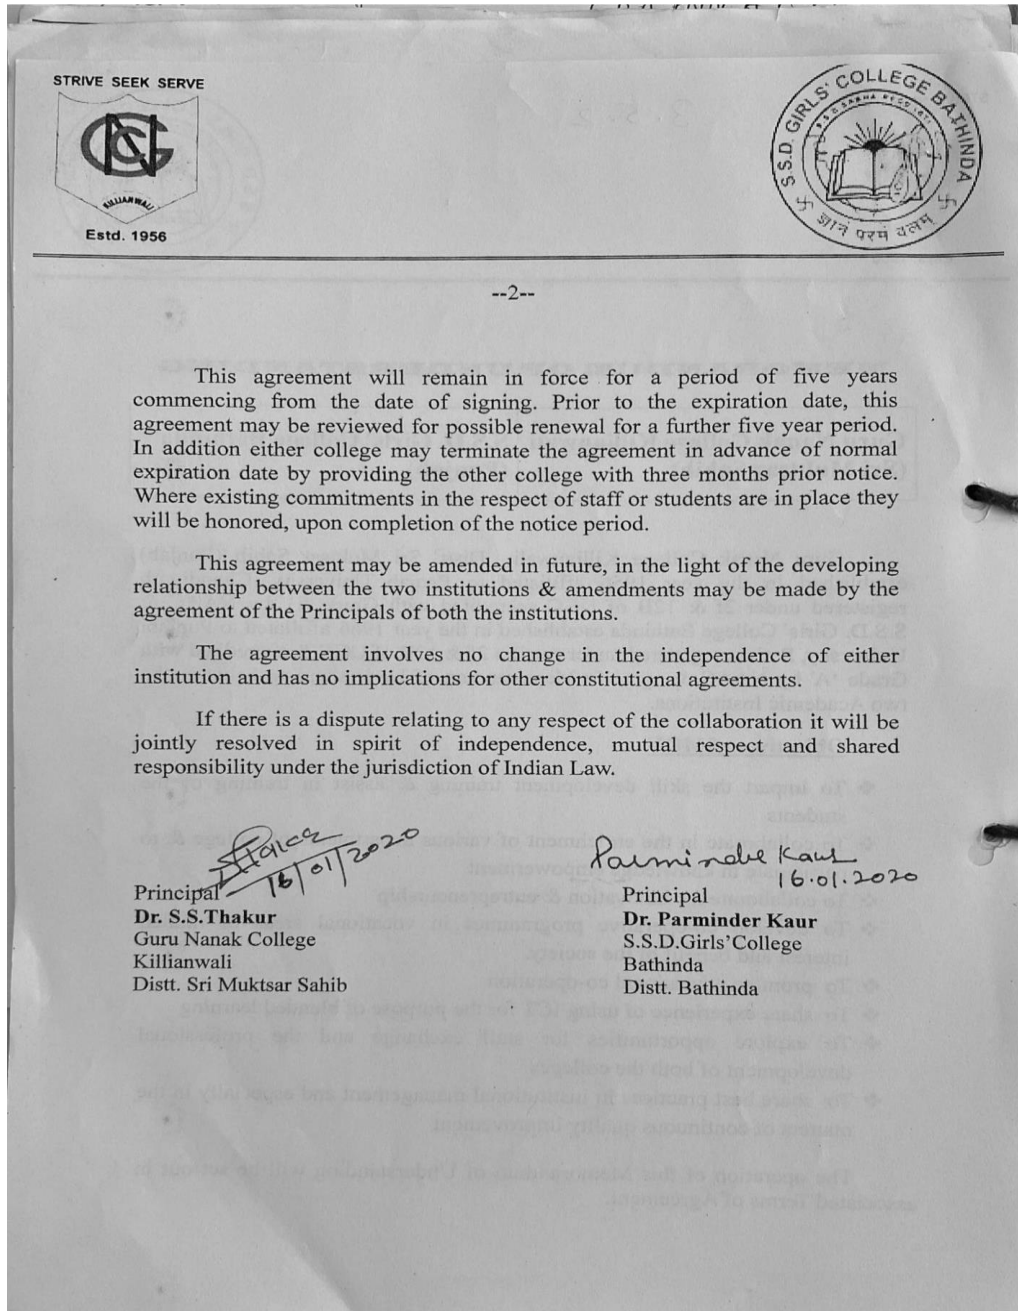 STRIVE SEEK SERVE
KILLIANWALI
Estd. 1956
S.S.D. GIRLS' COLLEGE BATHINDA
ज्ञानं परमं बलम्
--2--
This agreement will remain in force for a period of five years
commencing from the date of signing. Prior to the expiration date, this
agreement may be reviewed for possible renewal for a further five year period.
In addition either college may terminate the agreement in advance of normal
expiration date by providing the other college with three months prior notice.
Where existing commitments in the respect of staff or students are in place they
will be honored, upon completion of the notice period.
This agreement may be amended in future, in the light of the developing
relationship between the two institutions & amendments may be made by the
agreement of the Principals of both the institutions.
The agreement involves no change in the independence of either
institution and has no implications for other constitutional agreements.
If there is a dispute relating to any respect of the collaboration it will be
jointly resolved in spirit of independence, mutual respect and shared
responsibility under the jurisdiction of Indian Law.
16/01/2020
Principal
Dr. S.S.Thakur
Guru Nanak College
Killianwali
Distt. Sri Muktsar Sahib
Parminder Kaur
16.01.2020
Principal
Dr. Parminder Kaur
S.S.D.Girls'College
Bathinda
Distt. Bathinda